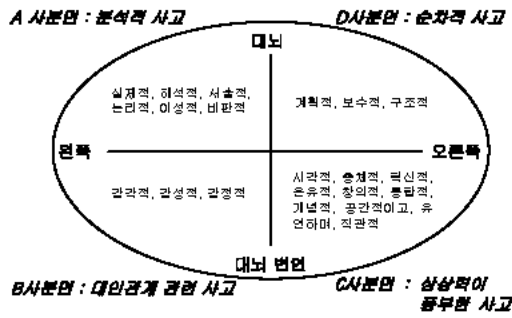 A 사분면 : 분석적 사고
D사분면 : 순차적 사고
대뇌
실제적, 해석적, 서술적,
논리적, 이성적, 비판적
계획적, 보수적, 구조적
왼쪽
오른쪽
감각적, 감성적, 감정적
시각적, 총체적, 혁신적,
은유적, 창의적, 통합적,
개념적, 공간적이고, 유
연하며, 직관적
대뇌 변연
B사분면 : 대인관계 관련 사고
C사분면 : 상상력이
풍부한 사고